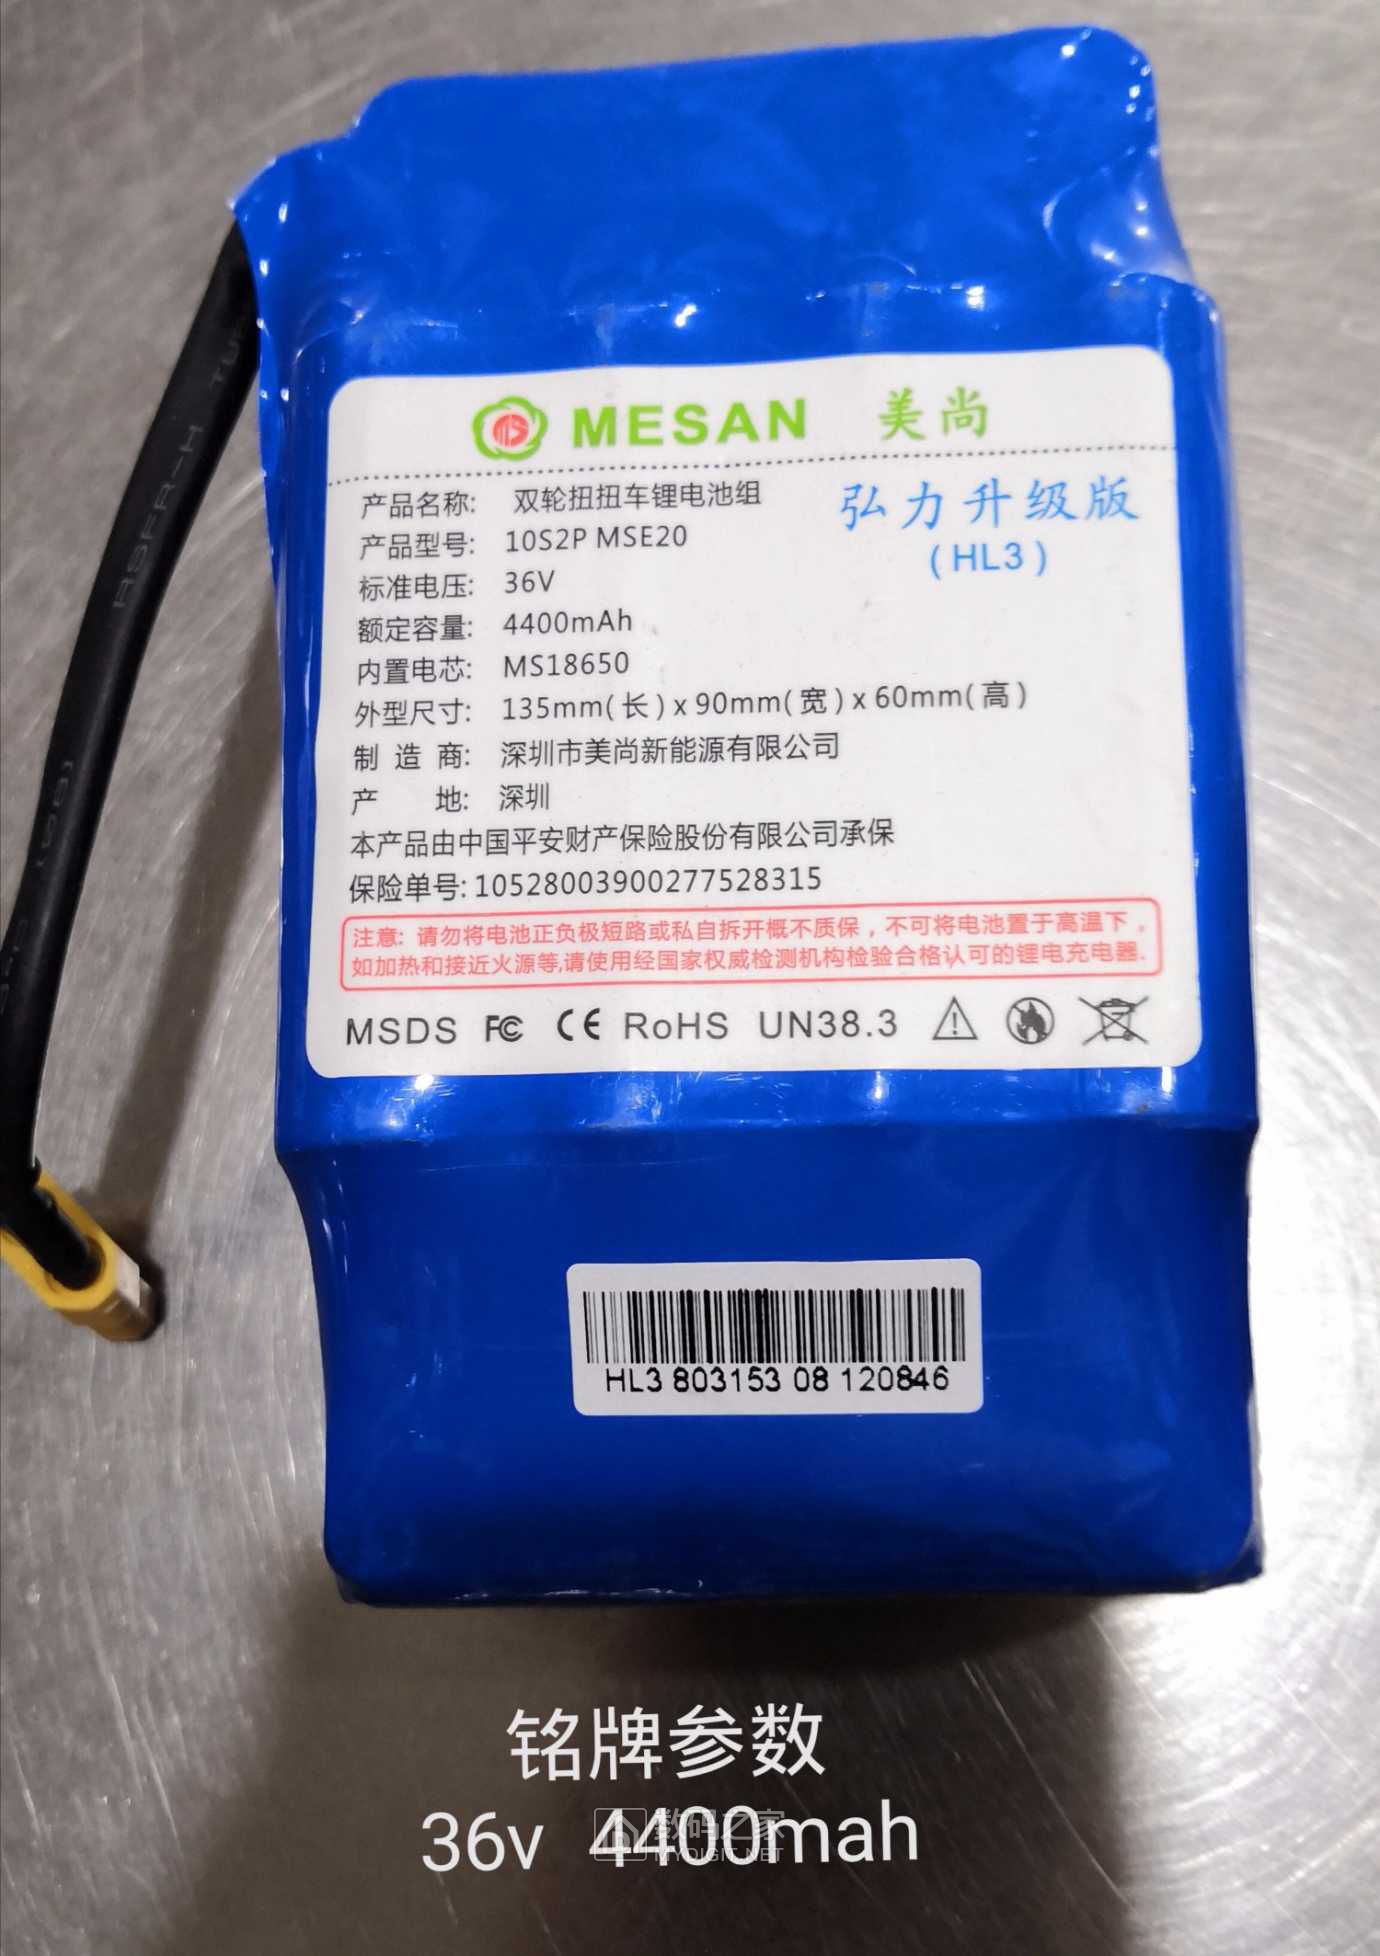 MESAN 美尚
产品名称: 双轮扭扭车锂电池组
弘力升级版
产品型号: 10S2P MSE20
(HL3)
标准电压: 36V
额定容量: 4400mAh
内置电芯: MS18650
外型尺寸: 135mm(长) x 90mm(宽) x 60mm(高)
制 造 商: 深圳市美尚新能源有限公司
产 地: 深圳
本产品由中国平安财产保险股份有限公司承保
保险单号: 10528003900277528315
注意: 请勿将电池正负极短路或私自拆开概不质保，不可将电池置于高温下，
如加热和接近火源等,请使用经国家权威检测机构检验合格认可的锂电充电器.
MSDS FC CE RoHS UN38.3
HL3 803153 08 120846
铭牌参数
36v 4400mah
数码之家
MYDIGIT.NET